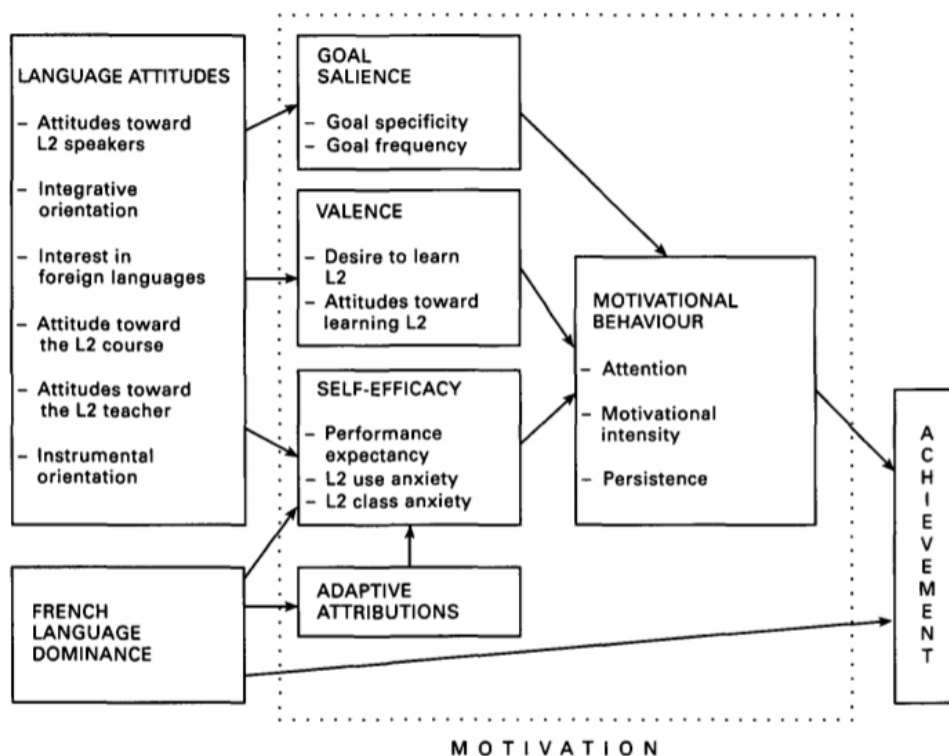 LANGUAGE ATTITUDES
– Attitudes toward
L2 speakers
– Integrative
orientation
– Interest in
foreign languages
– Attitude toward
the L2 course
– Attitudes toward
the L2 teacher
– Instrumental
orientation
FRENCH
LANGUAGE
DOMINANCE
GOAL
SALIENCE
– Goal specificity
– Goal frequency
VALENCE
– Desire to learn
L2
– Attitudes toward
learning L2
SELF-EFFICACY
– Performance
expectancy
– L2 use anxiety
– L2 class anxiety
ADAPTIVE
ATTRIBUTIONS
MOTIVATIONAL
BEHAVIOUR
– Attention
– Motivational
intensity
– Persistence
ACHIEVEMENT
MOTIVATION